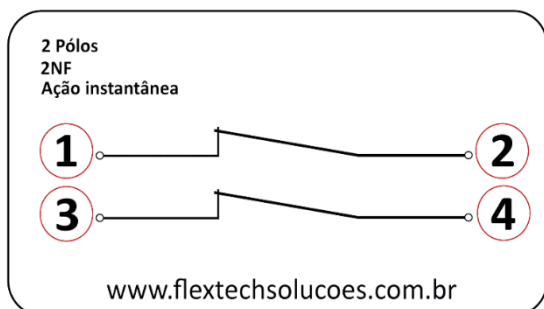 2 Pólos
2NF
Ação instantânea
1 2
3 4
www.flextechsolucoes.com.br